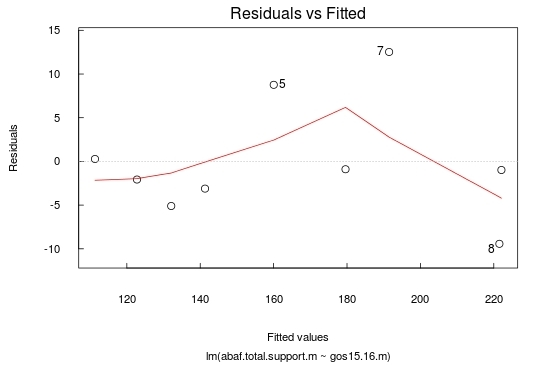 Residuals vs Fitted
Residuals
15
10
5
0
-5
-10
5
7
8
120 140 160 180 200 220
Fitted values
lm(abaf.total.support.m ~ gos15.16.m)